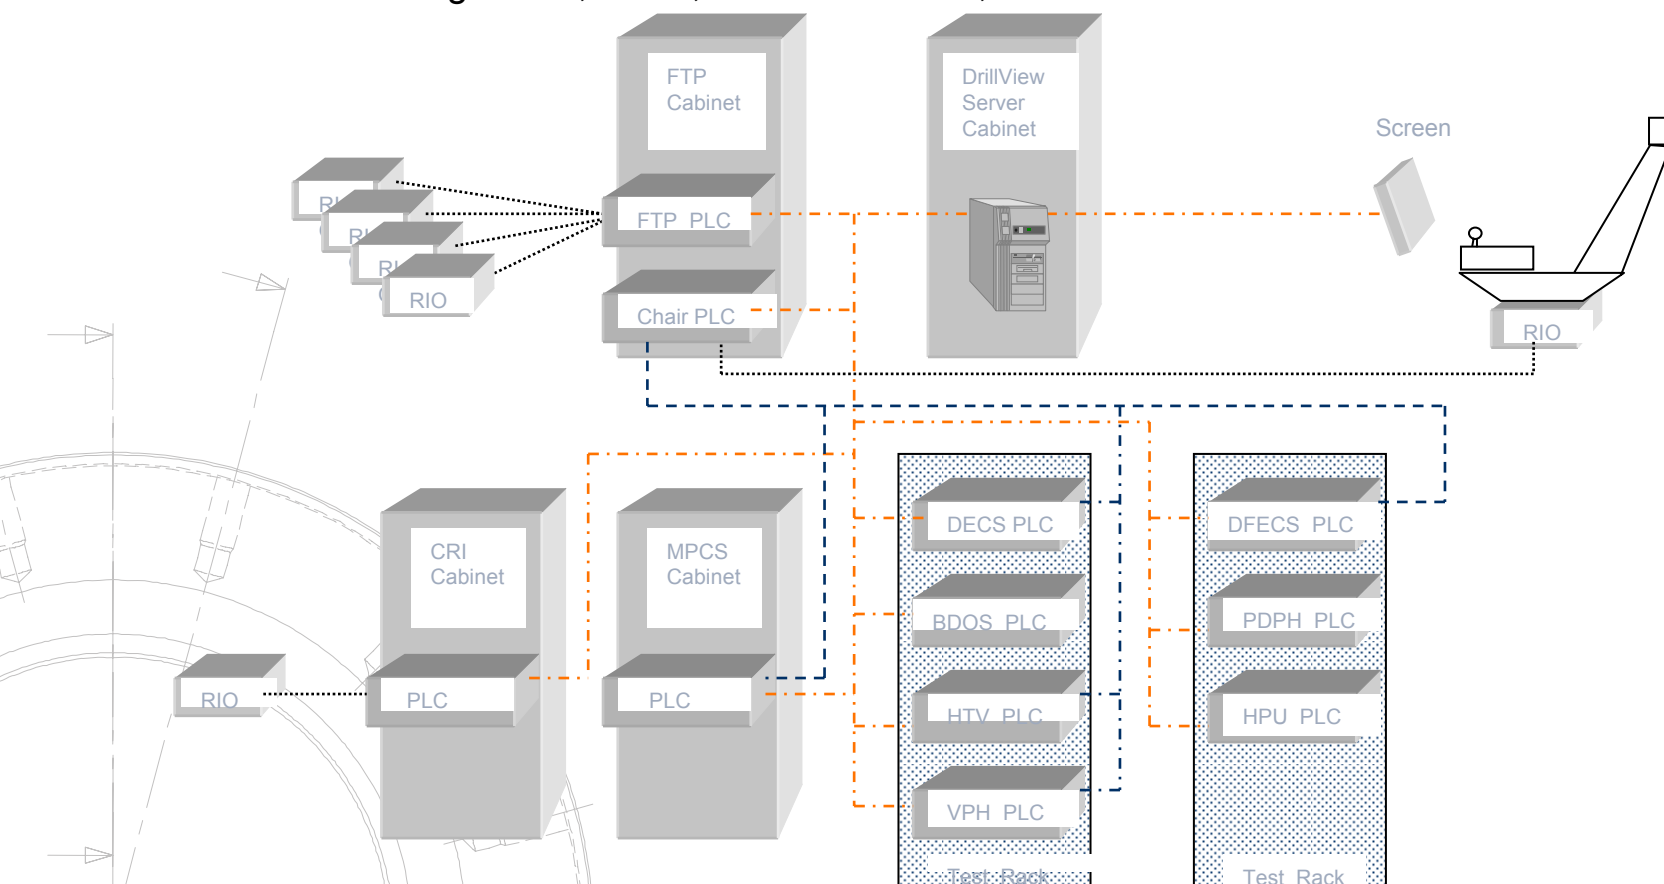 FTP
Cabinet
DrillView
Server
Cabinet
Screen
FTP PLC
RIO
Chair PLC
RIO
CRI
Cabinet
MPCS
Cabinet
DECS PLC
DFECS PLC
BDOS PLC
PDPH PLC
RIO
PLC
PLC
HTV PLC
HPU PLC
VPH PLC
Test Rack
Test Rack